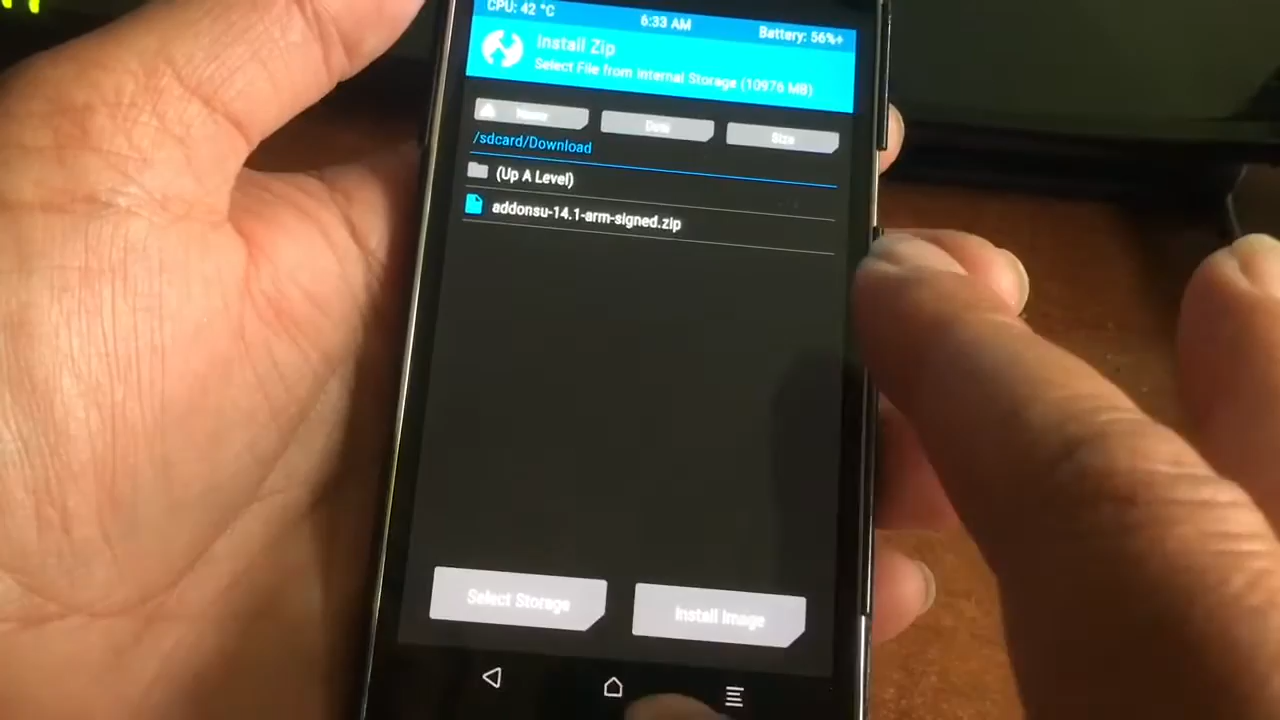 CPU: 42 °C 6:33 AM Battery: 56%+
Install Zip
Select File from Internal Storage (10976 MB)
Name Date Size
/sdcard/Download
(Up A Level)
addonsu-14.1-arm-signed.zip
Select Storage Install Image